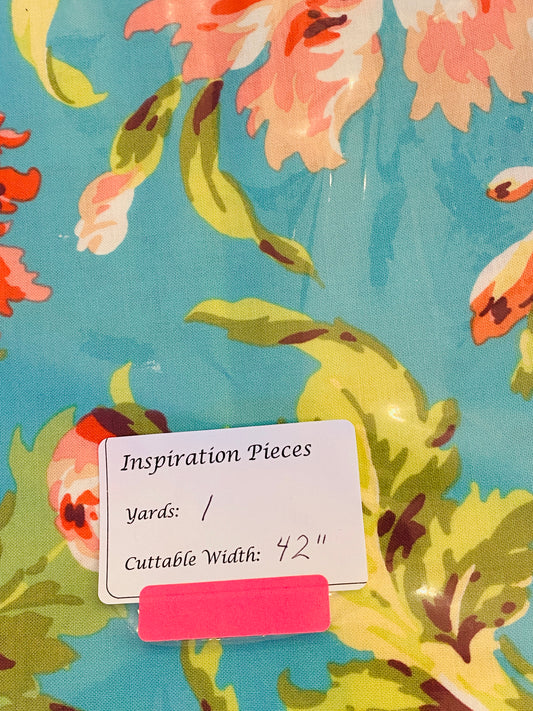 Inspiration Pieces
Yards: 1
Cuttable Width: 42"